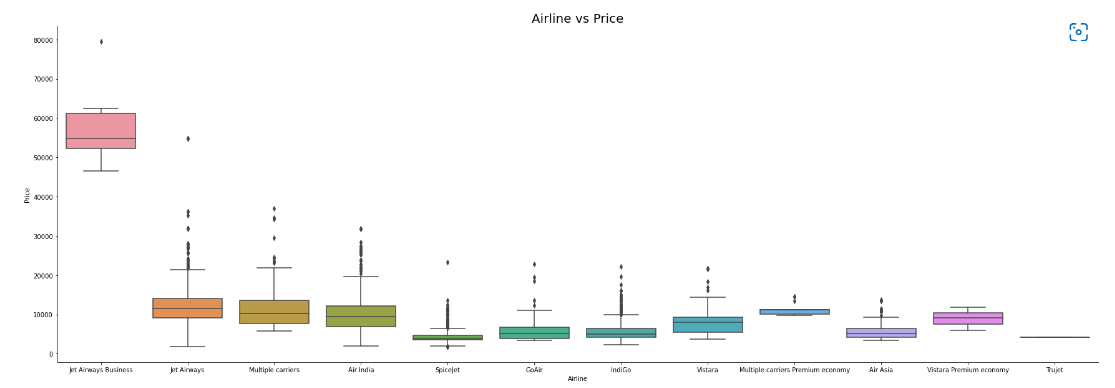 Airline vs Price
80000
70000
60000
50000
40000
30000
20000
10000
0
Price
Jet Airways Business Jet Airways Multiple carriers Air India SpiceJet GoAir IndiGo Vistara Multiple carriers Premium economy Air Asia Vistara Premium economy Trujet
Airline